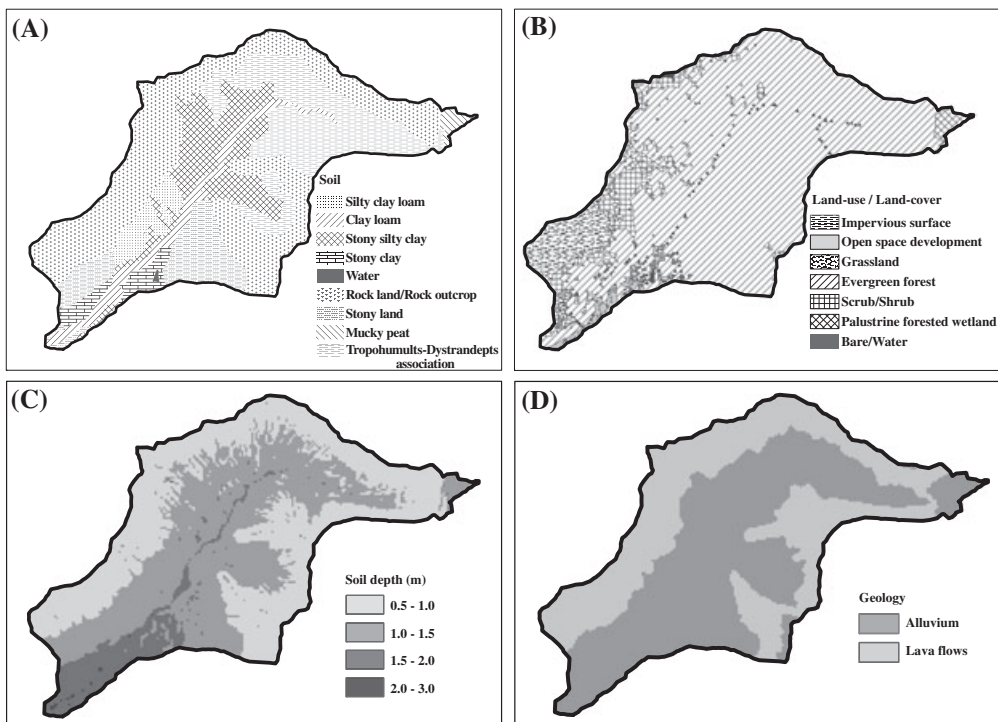 (A)
Soil
Silty clay loam
Clay loam
Stony silty clay
Stony clay
Water
Rock land/Rock outcrop
Stony land
Mucky peat
Tropohumults-Dystrandepts
association
(B)
Land-use / Land-cover
Impervious surface
Open space development
Grassland
Evergreen forest
Scrub/Shrub
Palustrine forested wetland
Bare/Water
(C)
Soil depth (m)
0.5 - 1.0
1.0 - 1.5
1.5 - 2.0
2.0 - 3.0
(D)
Geology
Alluvium
Lava flows